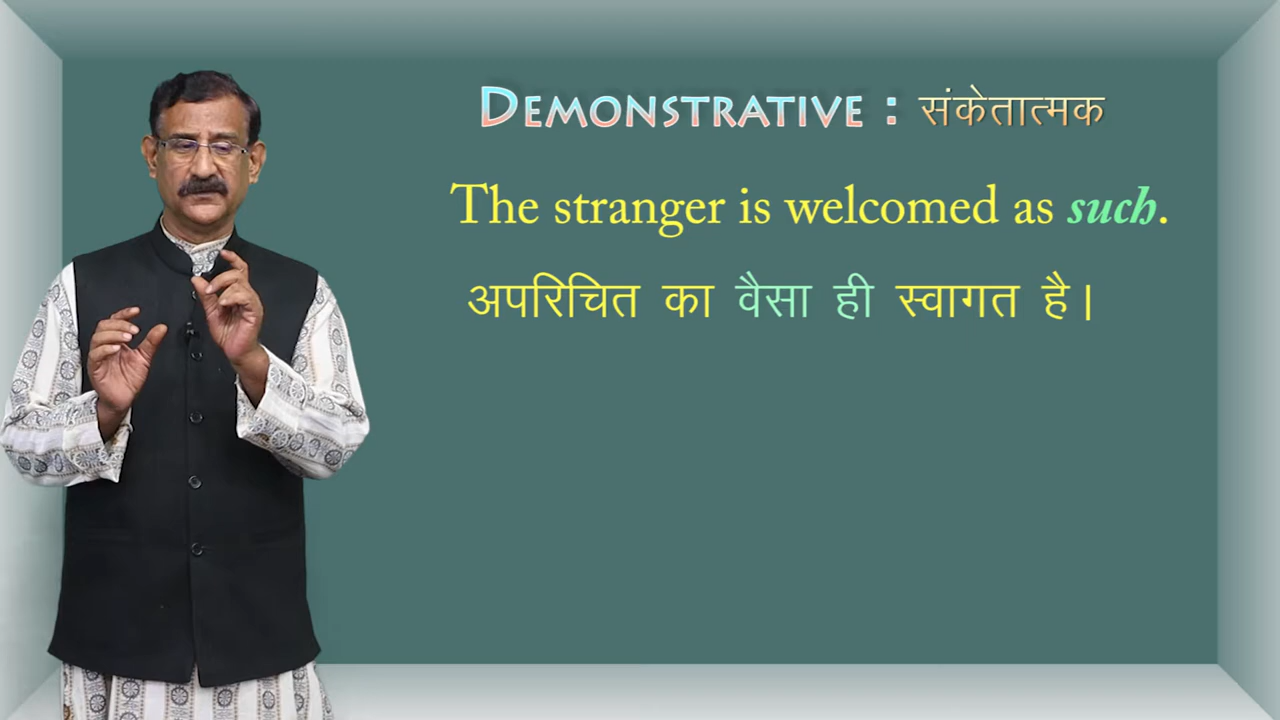 DEMONSTRATIVE : संकेतात्मक
The stranger is welcomed as such.
अपरिचित का वैसा ही स्वागत है।